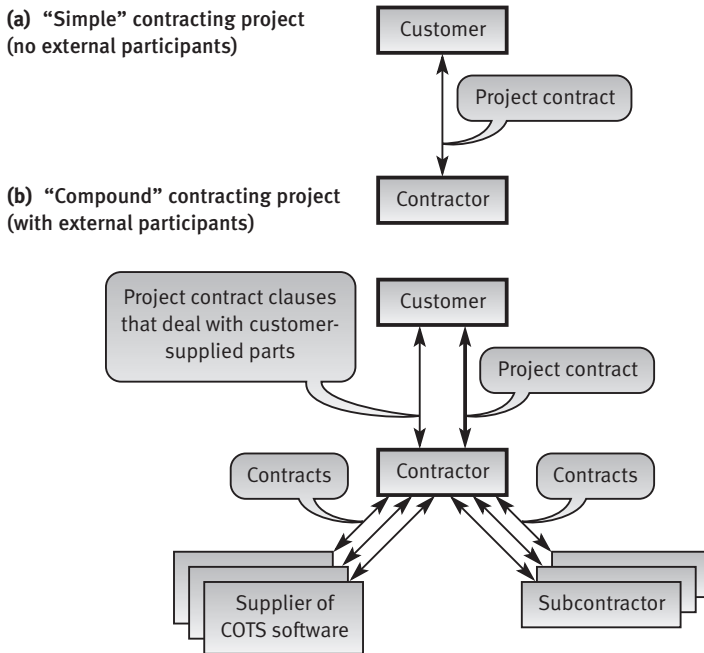 (a) “Simple” contracting project
(no external participants)
Customer
Project contract
Contractor
(b) “Compound” contracting project
(with external participants)
Project contract clauses
that deal with customer-
supplied parts
Customer
Project contract
Contractor
Contracts
Contracts
Supplier of
COTS software
Subcontractor